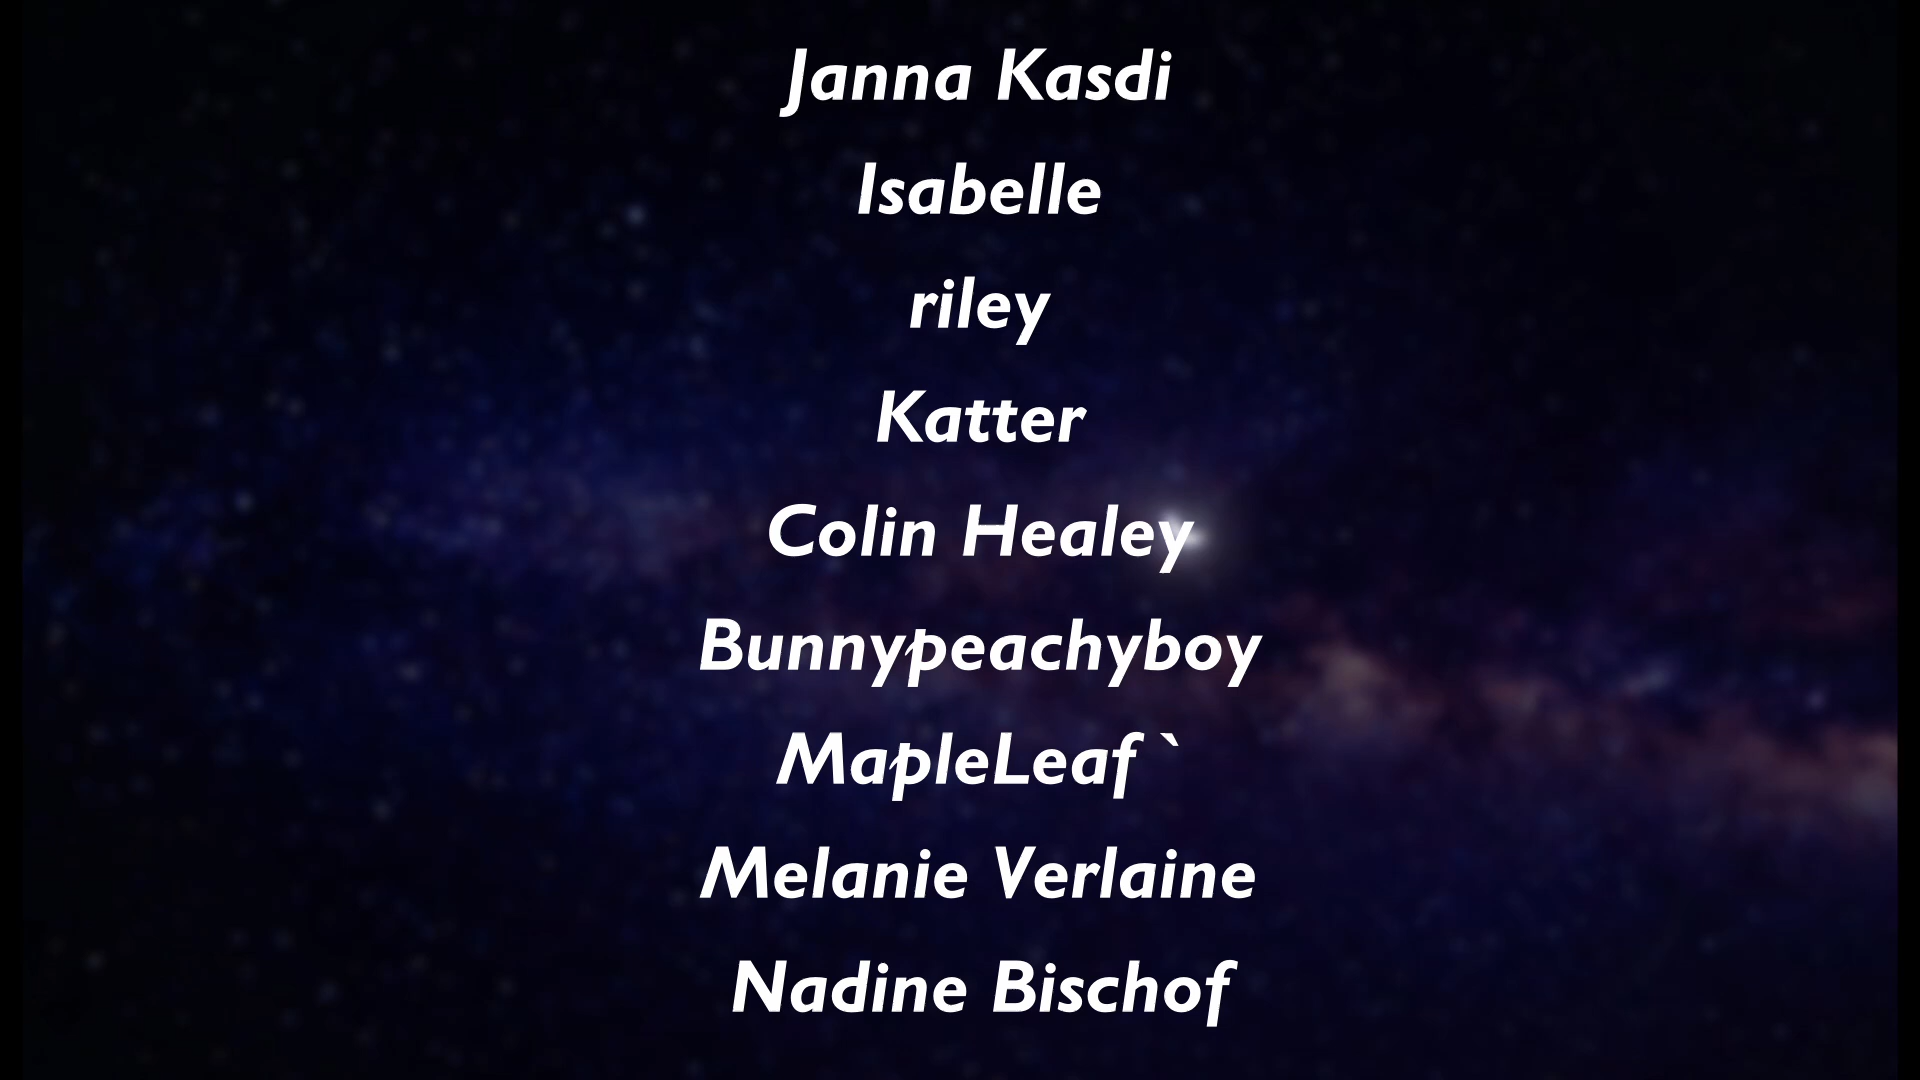 Janna Kasdi
Isabelle
riley
Katter
Colin Healey
Bunnypeachyboy
MapleLeaf `
Melanie Verlaine
Nadine Bischof